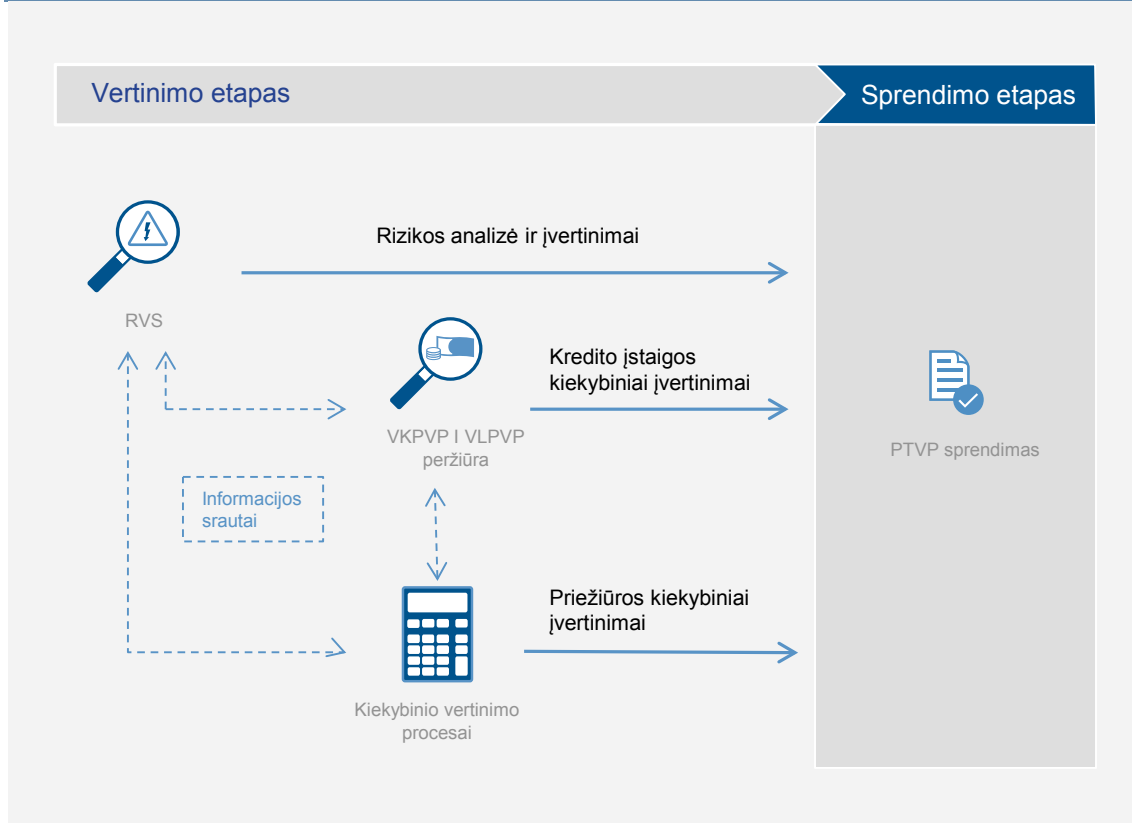 Vertinimo etapas
Sprendimo etapas
Rizikos analizė ir įvertinimai
RVS
Kredito įstaigos
kiekybiniai įvertinimai
VKPVP I VLPVP
peržiūra
PTVP sprendimas
Informacijos
srautai
Priežiūros kiekybiniai
įvertinimai
Kiekybinio vertinimo
procesai